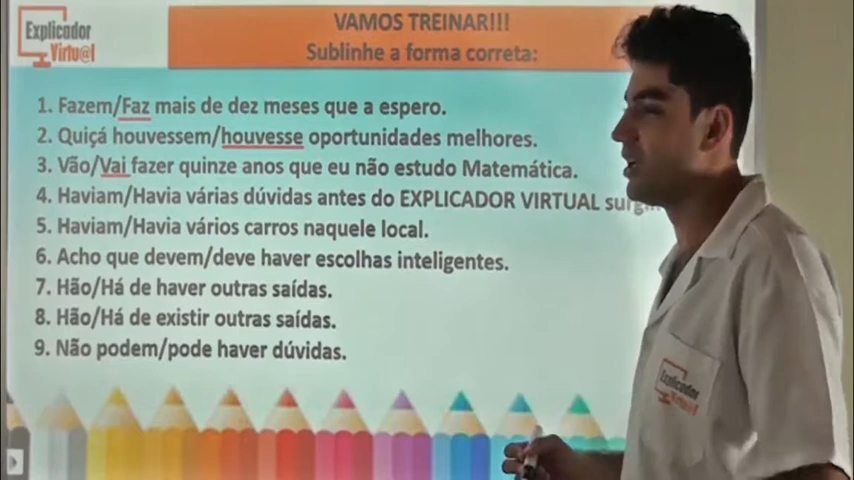 Explicador
Virtu@l
VAMOS TREINAR!!!
Sublinhe a forma correta:
1. Fazem/Faz mais de dez meses que a espero.
2. Quiçá houvessem/houvesse oportunidades melhores.
3. Vão/Vai fazer quinze anos que eu não estudo Matemática.
4. Haviam/Havia várias dúvidas antes do EXPLICADOR VIRTUAL
5. Haviam/Havia vários carros naquele local.
6. Acho que devem/deve haver escolhas inteligentes.
7. Hão/Há de haver outras saídas.
8. Hão/Há de existir outras saídas.
9. Não podem/pode haver dúvidas.
Explicador
Virtu@l